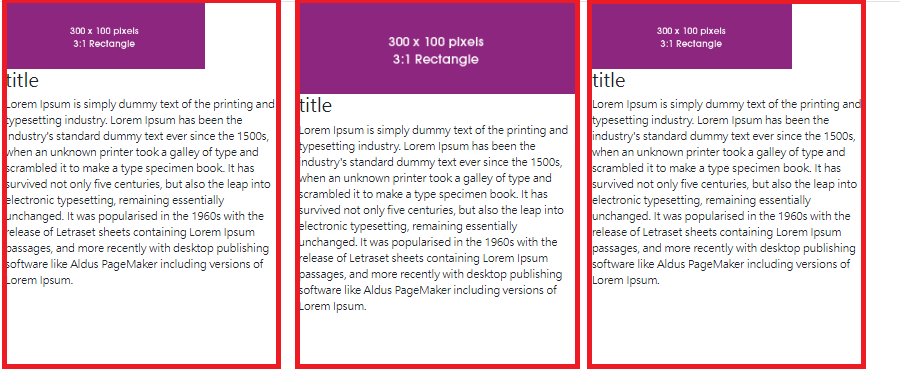 300 x 100 pixels
3:1 Rectangle
title
Lorem Ipsum is simply dummy text of the printing and
typesetting industry. Lorem Ipsum has been the
industry's standard dummy text ever since the 1500s,
when an unknown printer took a galley of type and
scrambled it to make a type specimen book. It has
survived not only five centuries, but also the leap into
electronic typesetting, remaining essentially
unchanged. It was popularised in the 1960s with the
release of Letraset sheets containing Lorem Ipsum
passages, and more recently with desktop publishing
software like Aldus PageMaker including versions of
Lorem Ipsum.
300 x 100 pixels
3:1 Rectangle
title
Lorem Ipsum is simply dummy text of the printing and
typesetting industry. Lorem Ipsum has been the
industry's standard dummy text ever since the 1500s,
when an unknown printer took a galley of type and
scrambled it to make a type specimen book. It has
survived not only five centuries, but also the leap into
electronic typesetting, remaining essentially
unchanged. It was popularised in the 1960s with the
release of Letraset sheets containing Lorem Ipsum
passages, and more recently with desktop publishing
software like Aldus PageMaker including versions of
Lorem Ipsum.
300 x 100 pixels
3:1 Rectangle
title
Lorem Ipsum is simply dummy text of the printing and
typesetting industry. Lorem Ipsum has been the
industry's standard dummy text ever since the 1500s,
when an unknown printer took a galley of type and
scrambled it to make a type specimen book. It has
survived not only five centuries, but also the leap into
electronic typesetting, remaining essentially
unchanged. It was popularised in the 1960s with the
release of Letraset sheets containing Lorem Ipsum
passages, and more recently with desktop publishing
software like Aldus PageMaker including versions of
Lorem Ipsum.